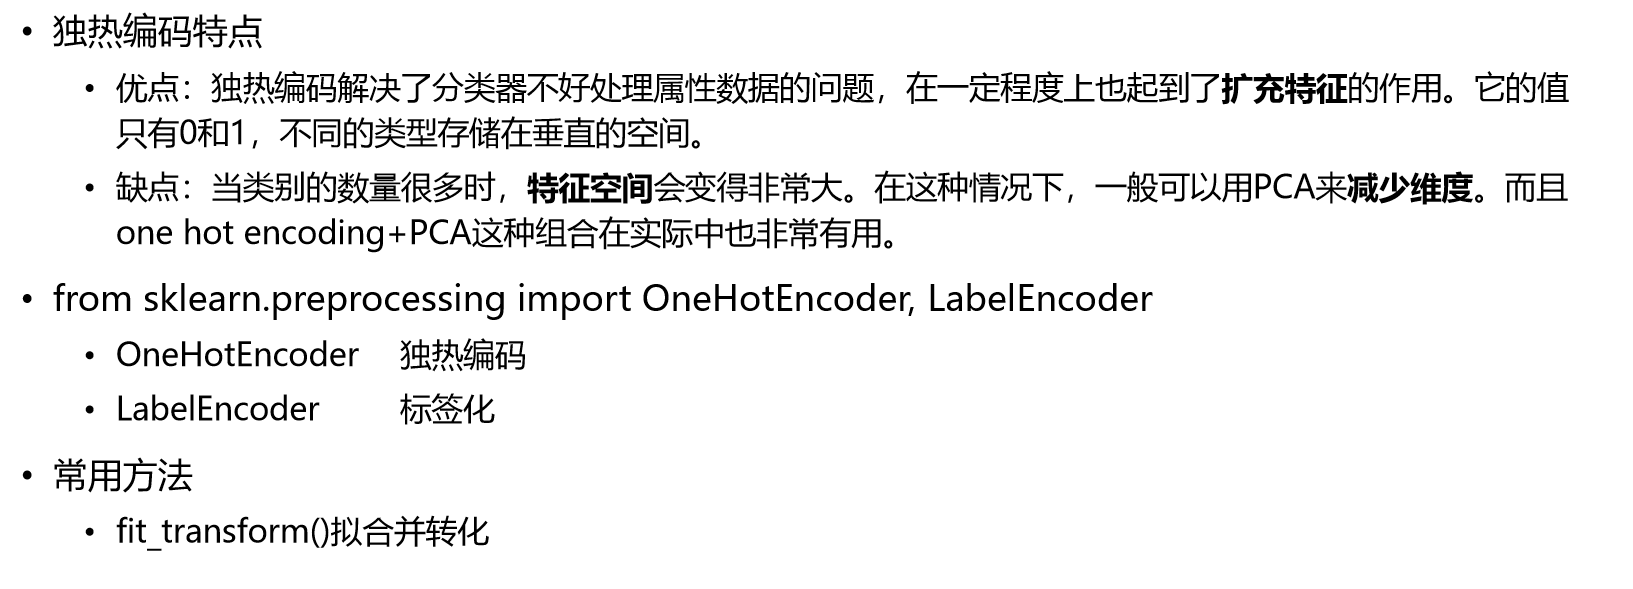 • 独热编码特点
• 优点：独热编码解决了分类器不好处理属性数据的问题，在一定程度上也起到了扩充特征的作用。它的值
只有0和1，不同的类型存储在垂直的空间。
• 缺点：当类别的数量很多时，特征空间会变得非常大。在这种情况下，一般可以用PCA来减少维度。而且
one hot encoding+PCA这种组合在实际中也非常有用。
• from sklearn.preprocessing import OneHotEncoder, LabelEncoder
• OneHotEncoder 独热编码
• LabelEncoder 标签化
• 常用方法
• fit_transform()拟合并转化